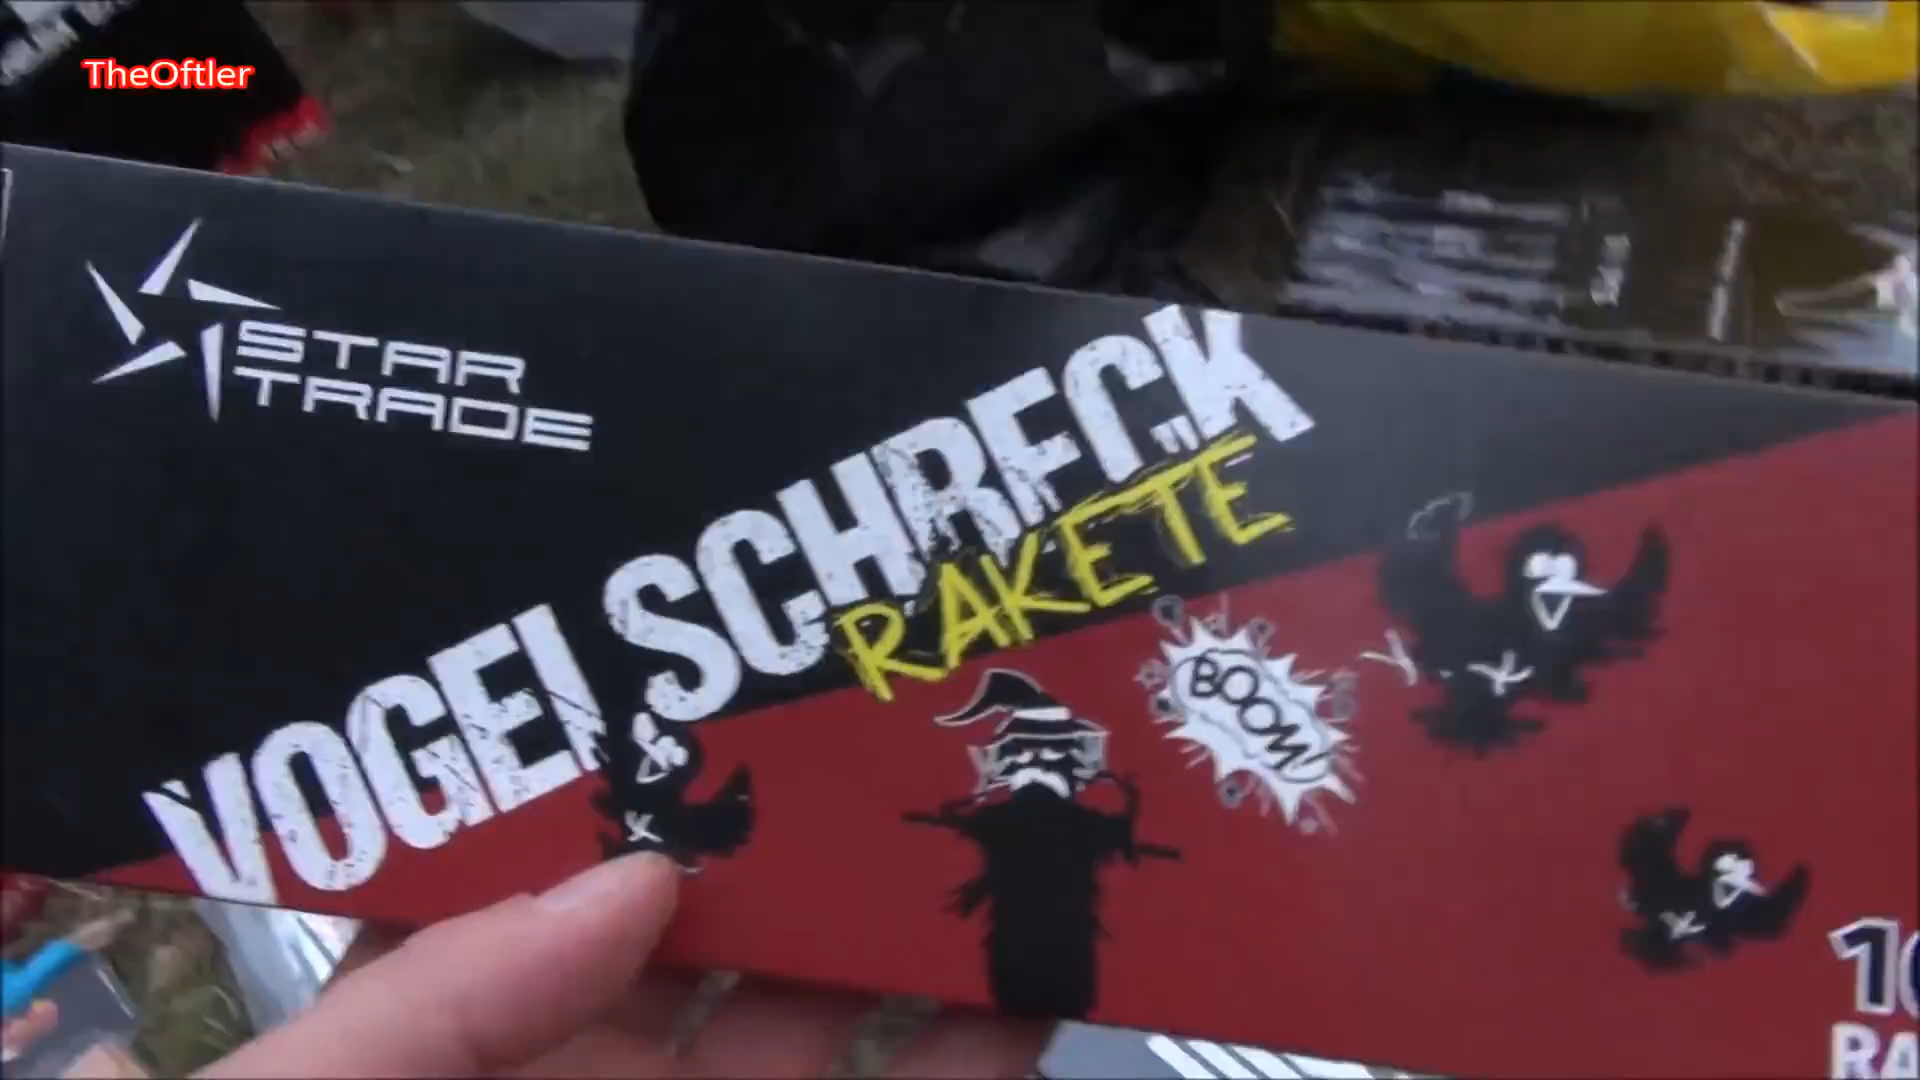 TheOftler
STAR
TRADE
VOGELSCHRECK
RAKETE
BOOM